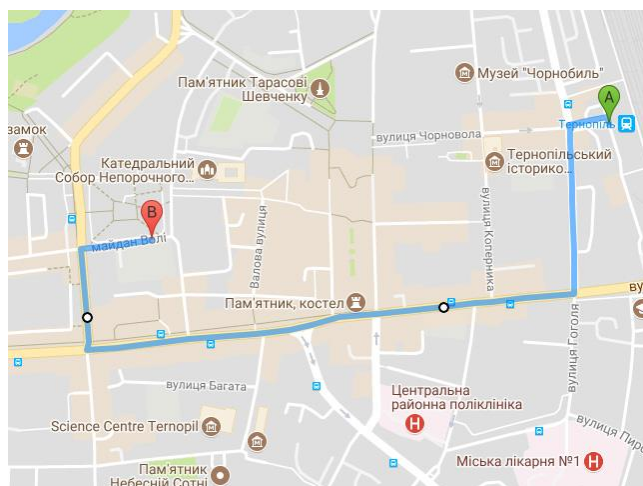 A
Музей "Чорнобиль"
Пам'ятник Тарасові
Шевченку
Тернопіль
вулиця Чорновола
замок
Катедральний
Собор Непорочного...
Тернопільський
історико...
B
Майдан Волі
Валова вулиця
вулиця Коперника
Пам'ятник, костел
ву
вулиця Гоголя
вулиця Багата
Центральна
районна поліклініка
H
Science Centre Ternopil
вулиця Пиро
Міська лікарня №1
H
Пам'ятник
Небесній Сотні